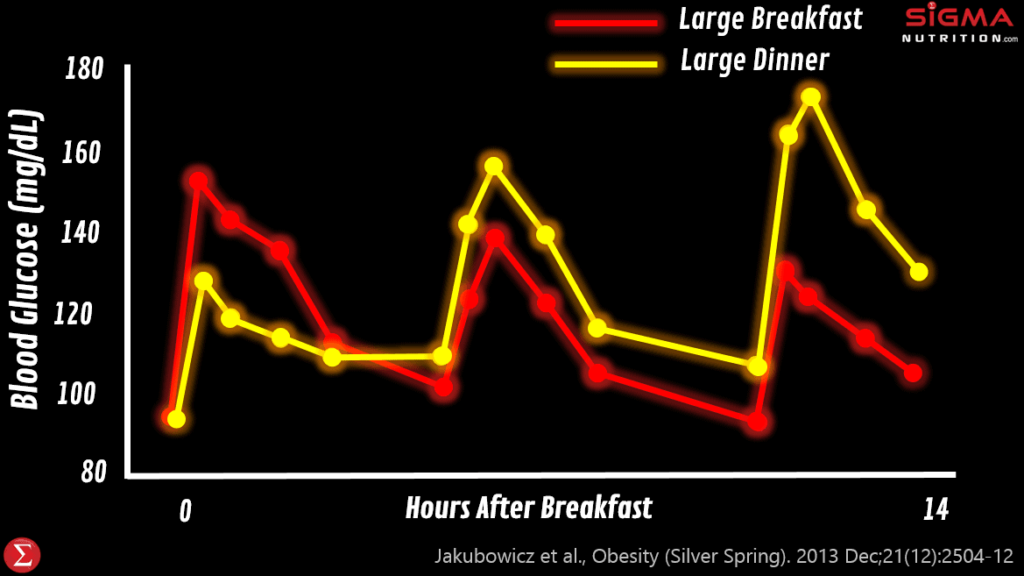 Large Breakfast
Large Dinner
SiGMA
NUTRITION.com
Blood Glucose (mg/dL)
180
160
140
120
100
80
0
Hours After Breakfast
14
Σ
Jakubowicz et al., Obesity (Silver Spring). 2013 Dec;21(12):2504-12